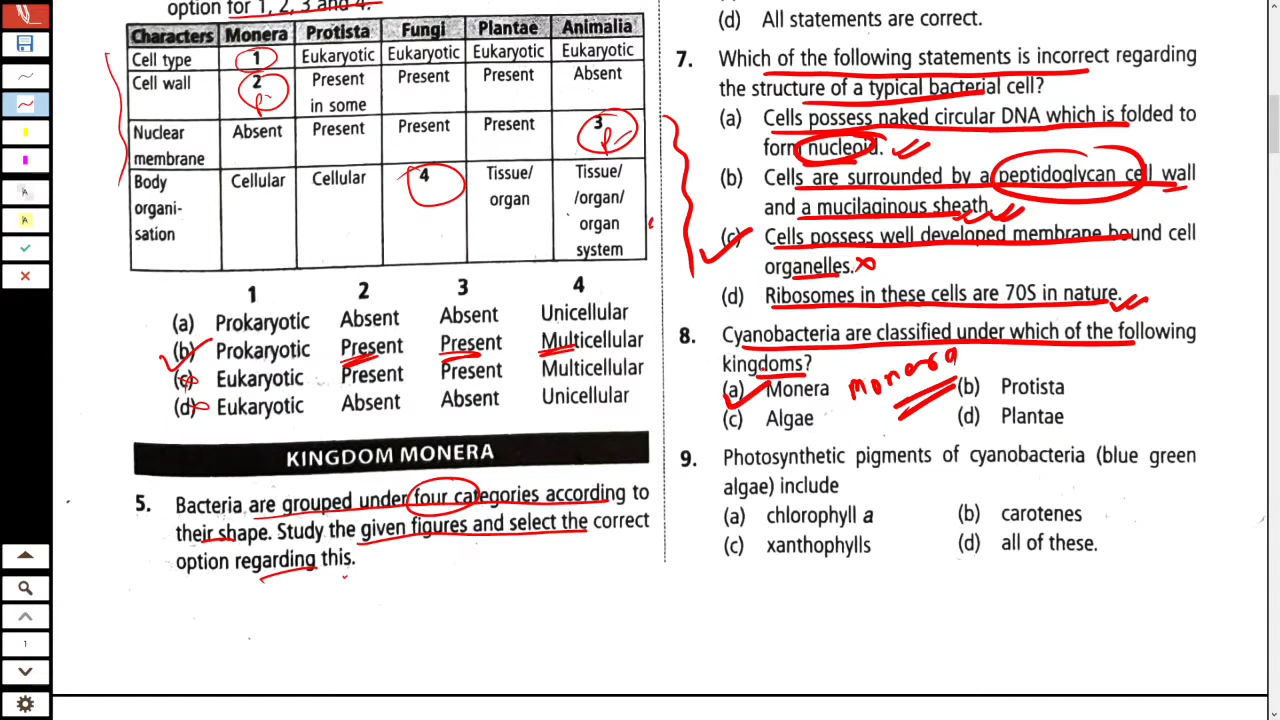 option for 1, 2, 3 and 4.
Characters Monera Protista Fungi Plantae Animalia
Cell type 1 Eukaryotic Eukaryotic Eukaryotic Eukaryotic
Cell wall 2 Present in some Present Present Absent
P-
Nuclear membrane Absent Present Present Present 3
P-
Body organi- sation Cellular Cellular 4 Tissue/ organ Tissue/ /organ/ organ system
1 2 3 4
(a) Prokaryotic Absent Absent Unicellular
(b) Prokaryotic Present Present Multicellular
(c) Eukaryotic Present Present Multicellular
(d) Eukaryotic Absent Absent Unicellular
KINGDOM MONERA
5. Bacteria are grouped under four categories according to
their shape. Study the given figures and select the correct
option regarding this.
(d) All statements are correct.
7. Which of the following statements is incorrect regarding
the structure of a typical bacterial cell?
(a) Cells possess naked circular DNA which is folded to
form nucleoid.
(b) Cells are surrounded by a peptidoglycan cell wall
and a mucilaginous sheath.
(c) Cells possess well developed membrane bound cell
organelles.
(d) Ribosomes in these cells are 70S in nature.
8. Cyanobacteria are classified under which of the following
kingdoms?
(a) Monera (b) Protista
monera
(c) Algae (d) Plantae
9. Photosynthetic pigments of cyanobacteria (blue green
algae) include
(a) chlorophyll a (b) carotenes
(c) xanthophylls (d) all of these.
A
A
1